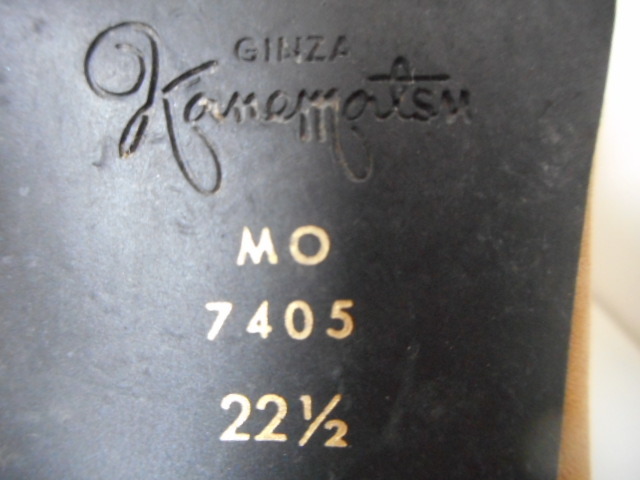 GINZA
Kanematsu
MO
7405
22½